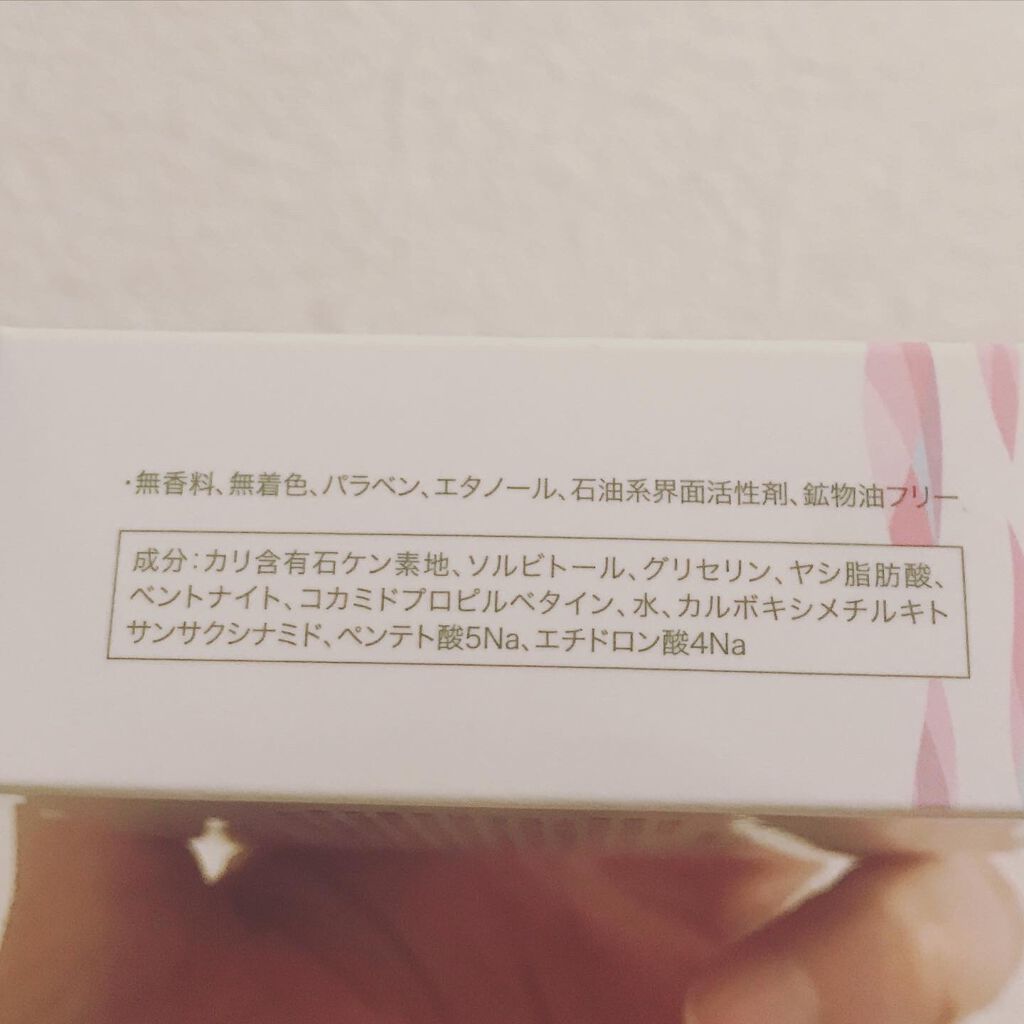 ・無香料、無着色、パラベン、エタノール、石油系界面活性剤、鉱物油フリー
成分：カリ含有石ケン素地、ソルビトール、グリセリン、ヤシ脂肪酸、
ベントナイト、コカミドプロピルベタイン、水、カルボキシメチルキト
サンサクシナミド、ペンテト酸5Na、エチドロン酸4Na